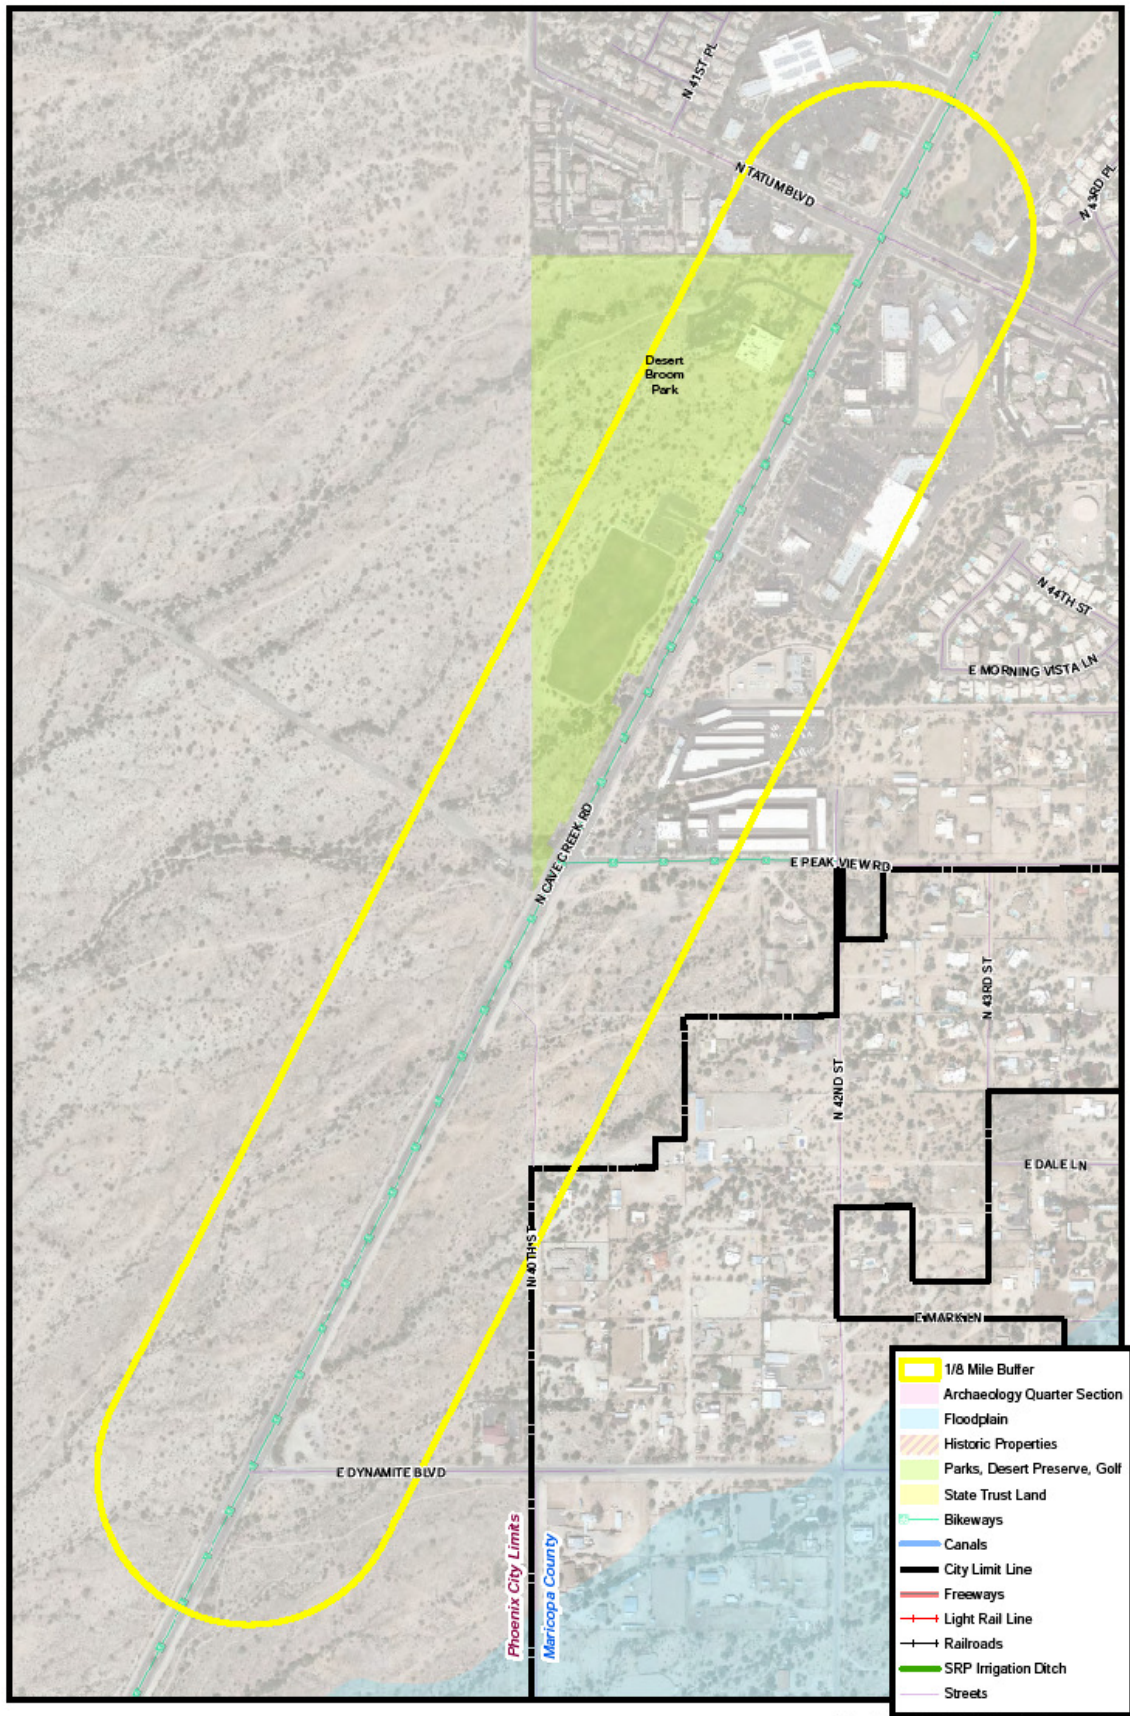 N 41ST PL
N TATUM BLVD
N 43RD PL
Desert
Broom
Park
N 44TH ST
E MORNING VISTA LN
N CAVE CREEK RD
E PEAK VIEW RD
N 43RD ST
N 42ND ST
E DALE LN
N 40TH ST
E MARK LN
E DYNAMITE BLVD
Phoenix City Limits
Maricopa County
1/8 Mile Buffer
Archaeology Quarter Section
Floodplain
Historic Properties
Parks, Desert Preserve, Golf
State Trust Land
Bikeways
Canals
City Limit Line
Freeways
Light Rail Line
Railroads
SRP Irrigation Ditch
Streets